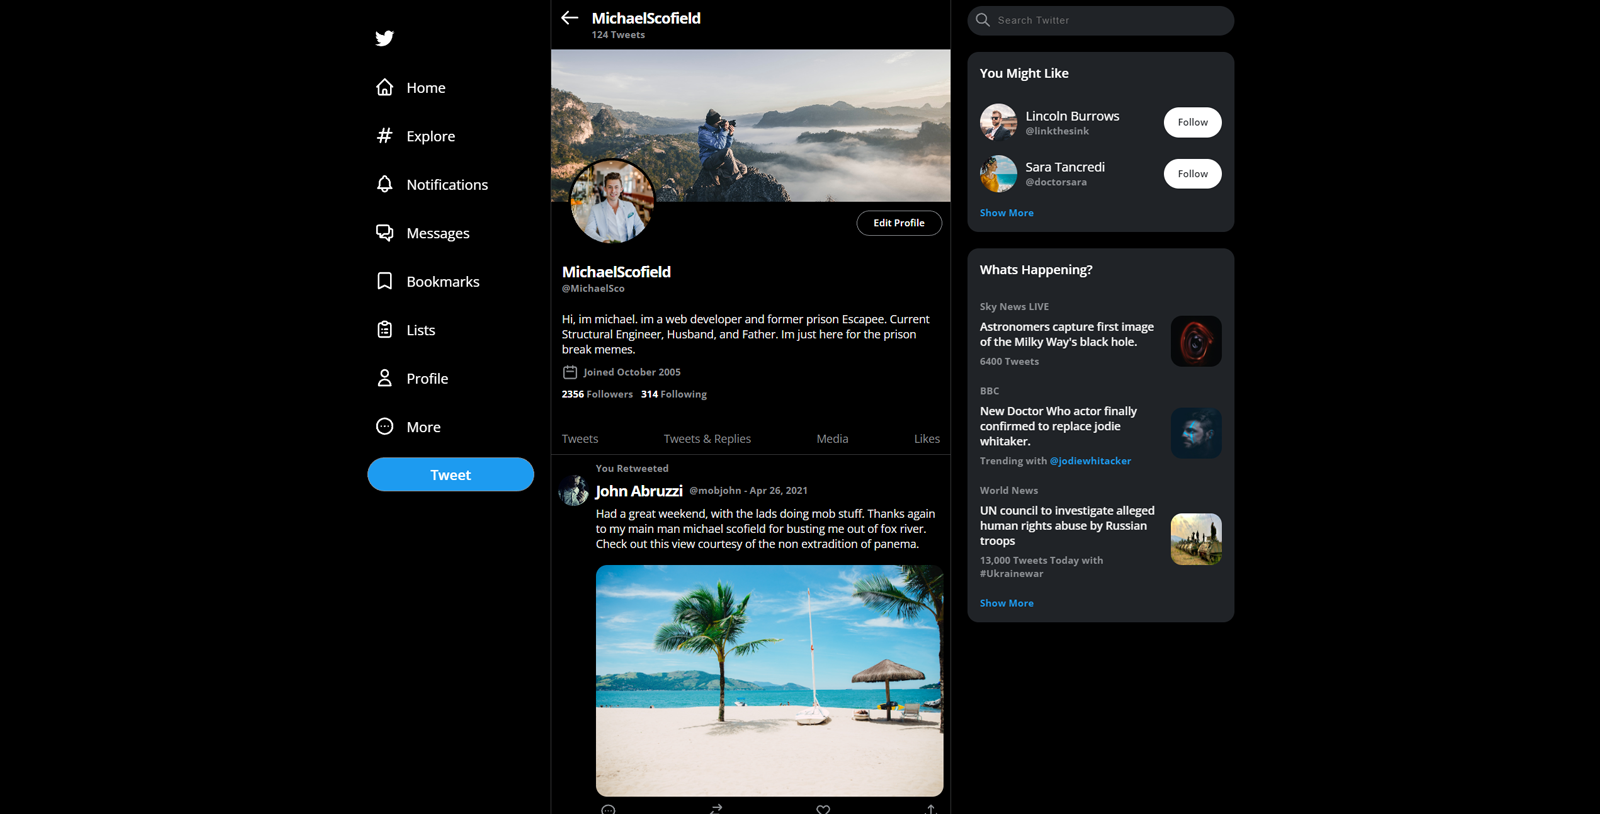 Home
Explore
Notifications
Messages
Bookmarks
Lists
Profile
More
Tweet
MichaelScofield
124 Tweets
Edit Profile
MichaelScofield
@MichaelSco
Hi, im michael. im a web developer and former prison Escapee. Current
Structural Engineer, Husband, and Father. Im just here for the prison
break memes.
Joined October 2005
2356 Followers 314 Following
Tweets Tweets & Replies Media Likes
You Retweeted
John Abruzzi @mobjohn - Apr 26, 2021
Had a great weekend, with the lads doing mob stuff. Thanks again
to my main man michael scofield for busting me out of fox river.
Check out this view courtesy of the non extradition of panema.
Search Twitter
You Might Like
Lincoln Burrows
@linkthesink
Follow
Sara Tancredi
@doctorsara
Follow
Show More
Whats Happening?
Sky News LIVE
Astronomers capture first image
of the Milky Way's black hole.
6400 Tweets
BBC
New Doctor Who actor finally
confirmed to replace jodie
whitaker.
Trending with @jodiewhitacker
World News
UN council to investigate alleged
human rights abuse by Russian
troops
13,000 Tweets Today with
#Ukrainewar
Show More